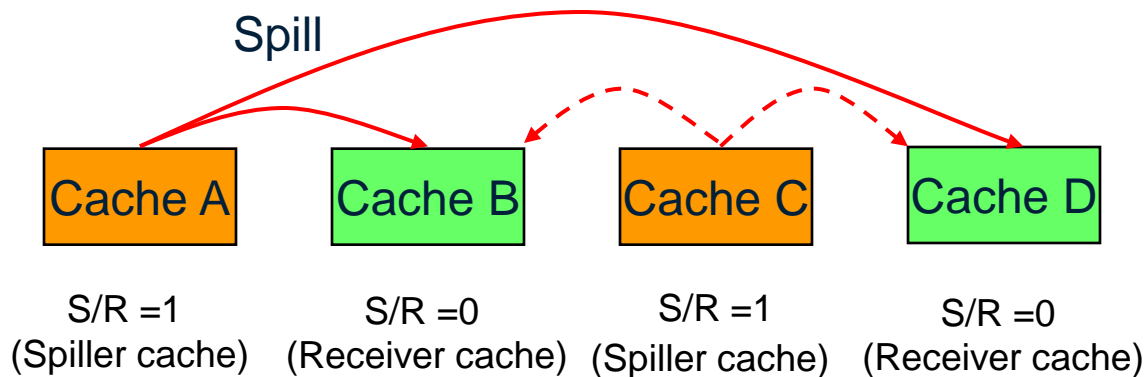 Spill
Cache A
Cache B
Cache C
Cache D
S/R =1
(Spiller cache)
S/R =0
(Receiver cache)
S/R =1
(Spiller cache)
S/R =0
(Receiver cache)